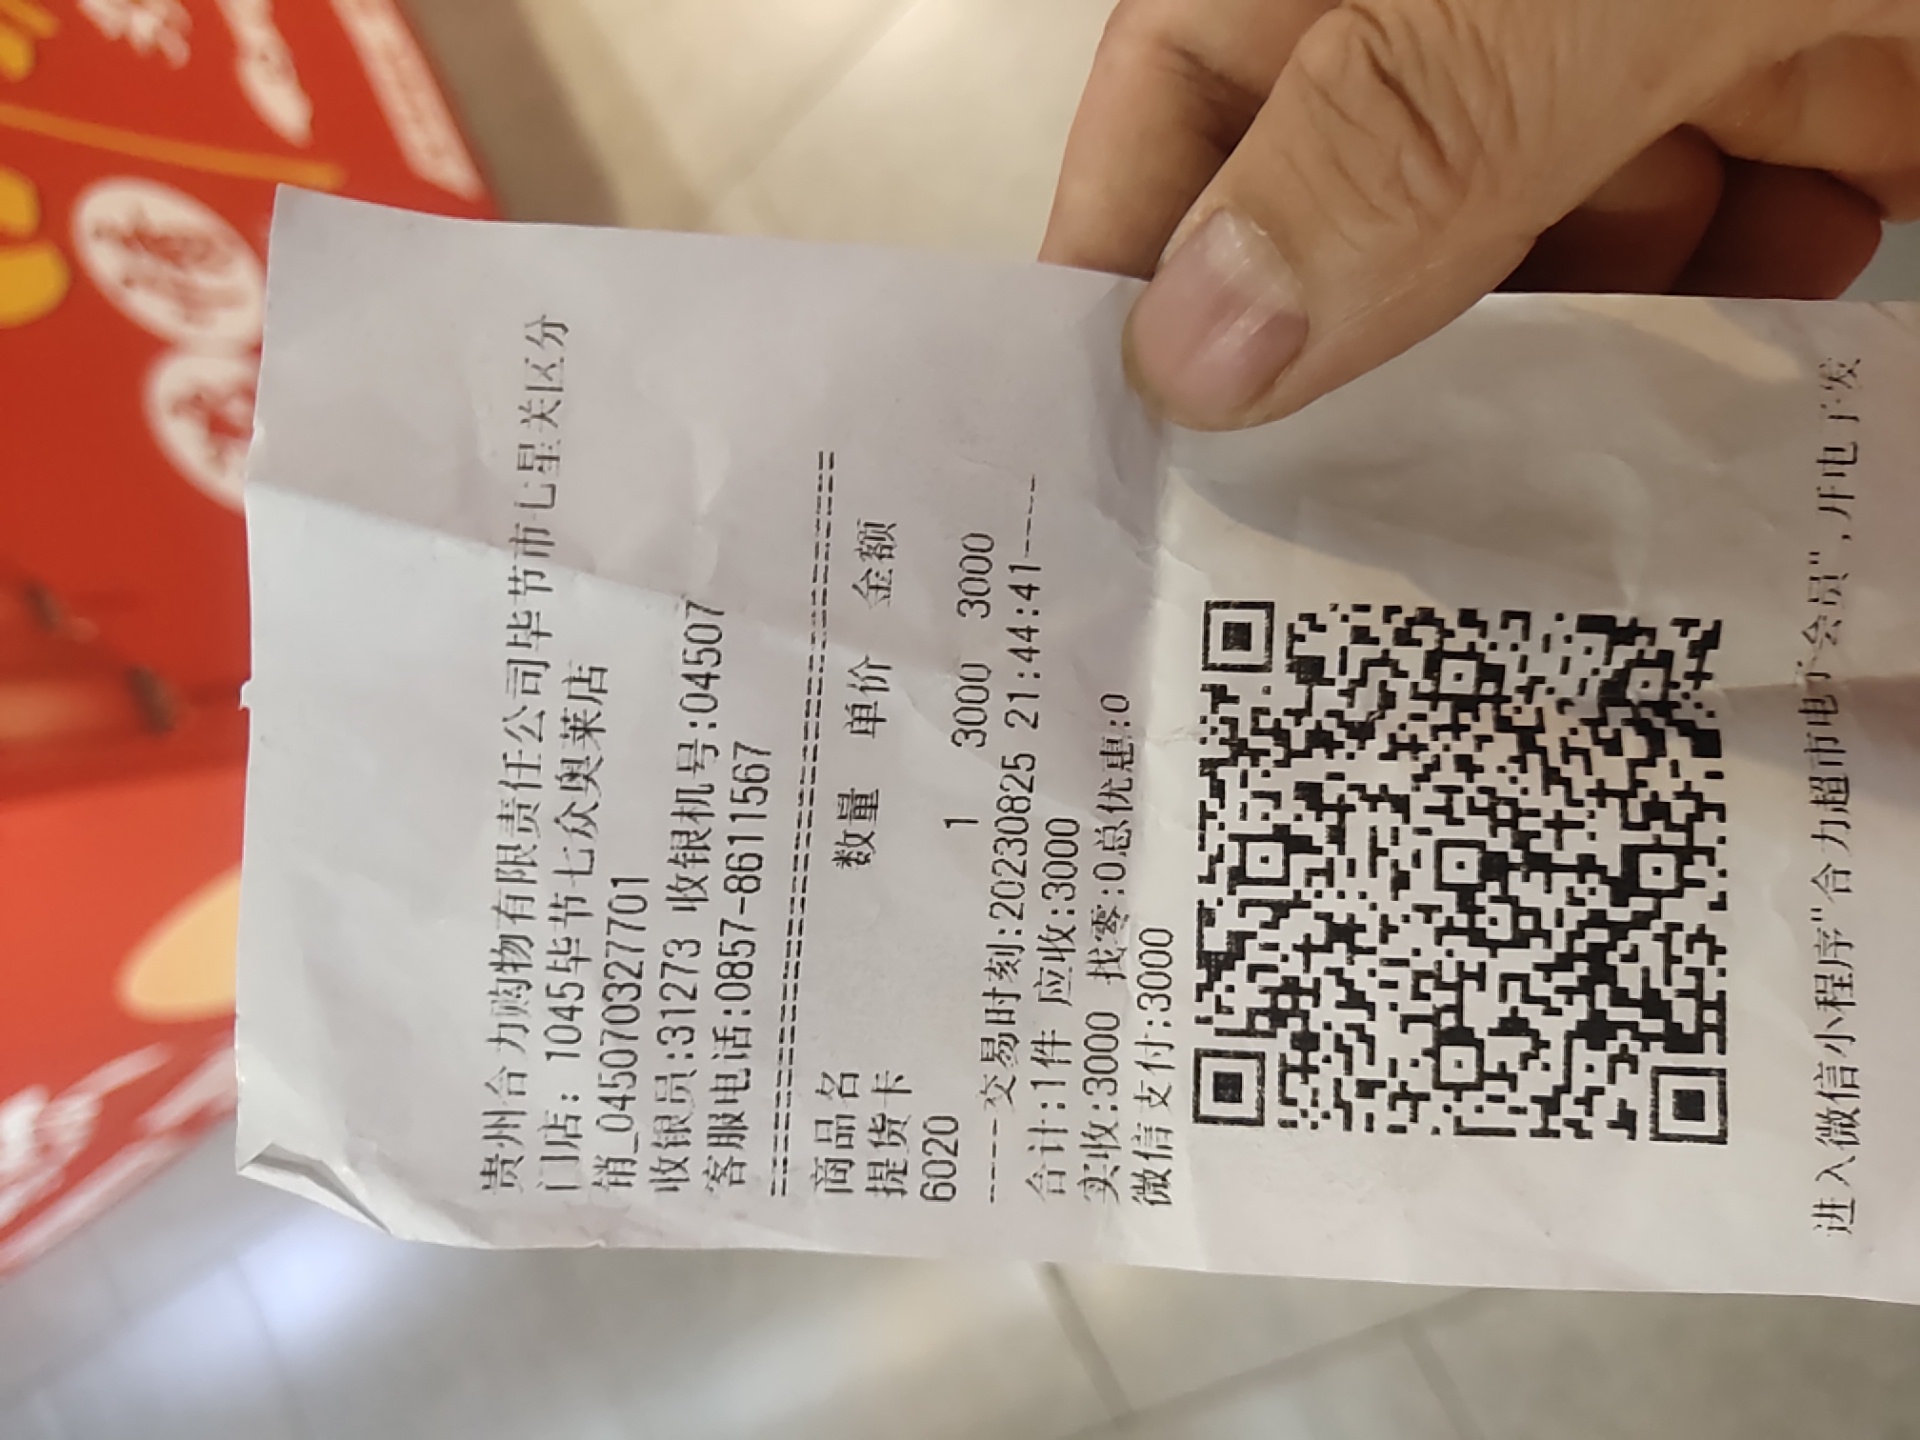 贵州合力购物有限责任公司毕节市七星关区分
门店: 1045毕节七众奥莱店
销_045070327701
收银员:31273 收银机号:04507
客服电话:0857-86111567
================================
商品名 数量 单价 金额
提货卡
6020 1 3000 3000
----交易时刻:20230825 21:44:41----
合计:1件 应收:3000
实收:3000 找零:0总优惠:0
微信支付:3000
进入微信小程序"合力超市电子会员",开电子发